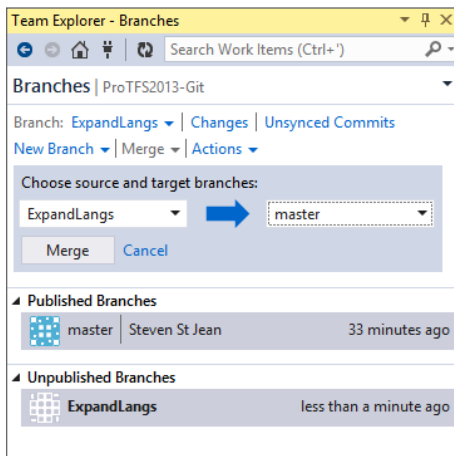 Team Explorer - Branches
Search Work Items (Ctrl+')
Branches | ProTFS2013-Git
Branch: ExpandLangs | Changes | Unsynced Commits
New Branch | Merge | Actions
Choose source and target branches:
ExpandLangs master
Merge Cancel
Published Branches
master | Steven St Jean 33 minutes ago
Unpublished Branches
ExpandLangs less than a minute ago